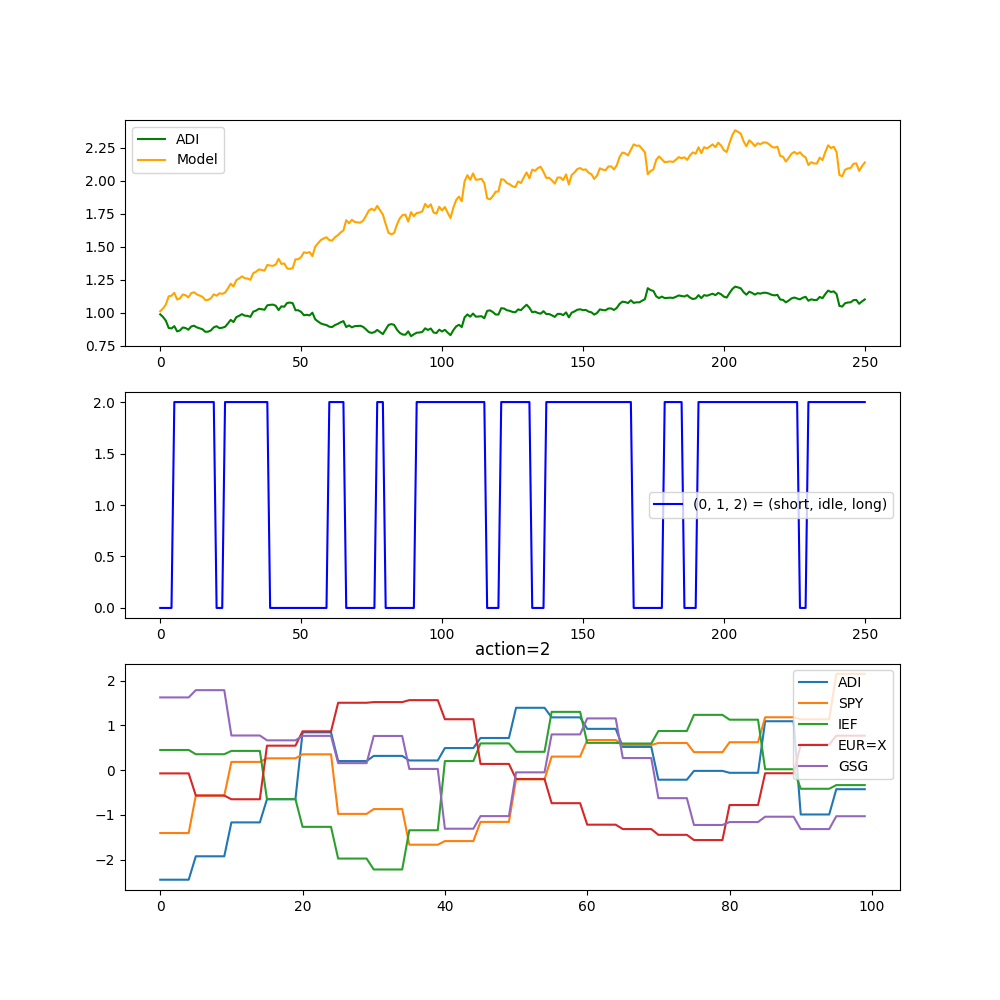 ADI
Model
2.25
2.00
1.75
1.50
1.25
1.00
0.75
0 50 100 150 200 250
2.0
1.5
1.0
0.5
0.0
(0, 1, 2) = (short, idle, long)
0 50 100 150 200 250
action=2
2
1
0
−1
−2
ADI
SPY
IEF
EUR=X
GSG
0 20 40 60 80 100